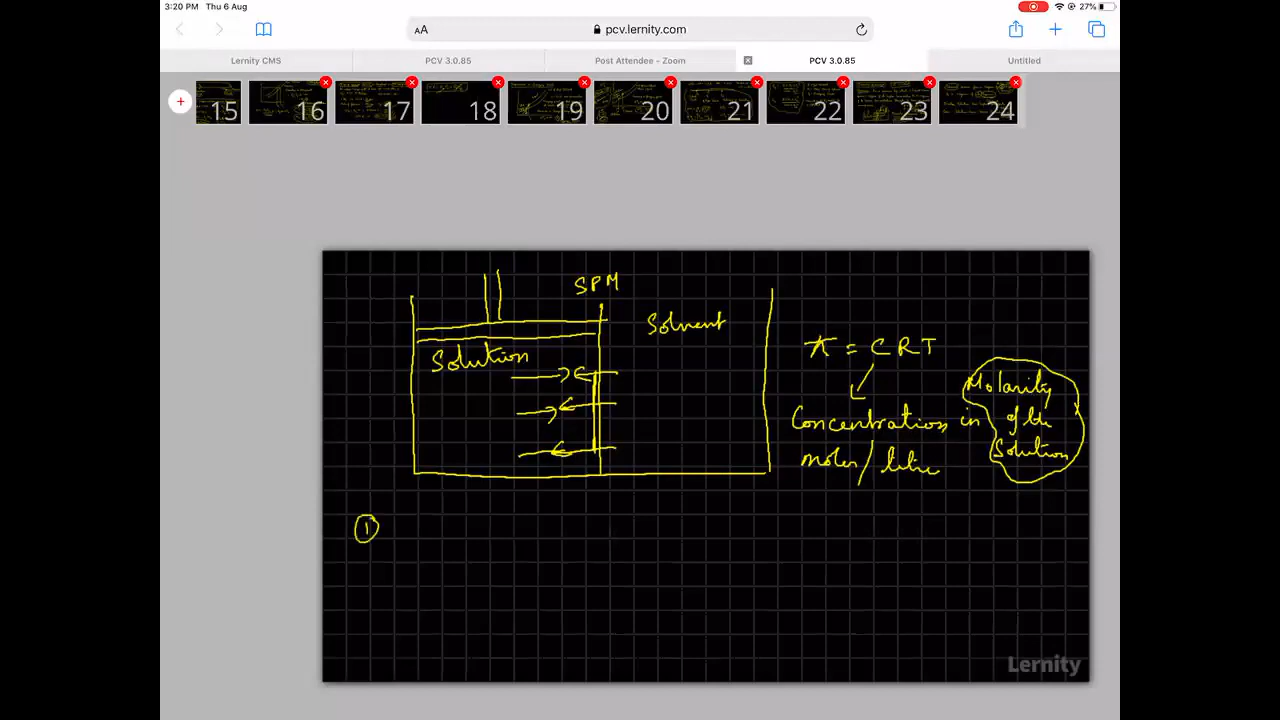 3:20 PM Thu 6 Aug
27%
AA
pcv.lernity.com
Lernity CMS
PCV 3.0.85
Post Attendee - Zoom
PCV 3.0.85
Untitled
15
16
17
18
19
20
21
22
23
24
SPM
Solvent
Solution
π = C R T
Concentration in
moles/litre
Molarity
of the
Solution
1
Lernity